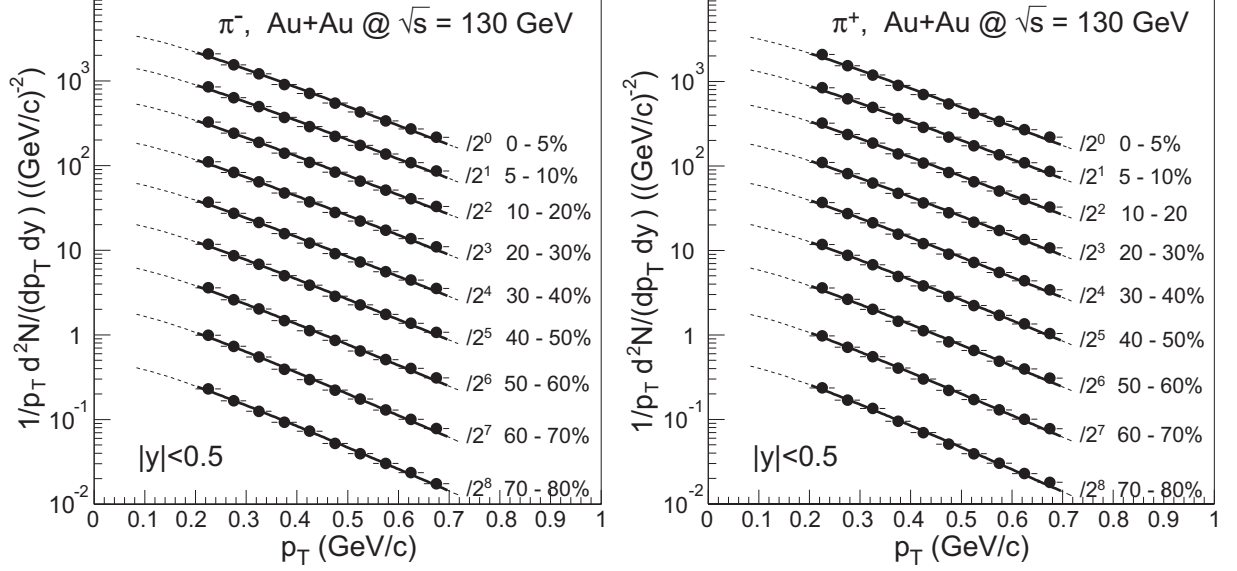 π⁻, Au+Au @ √s = 130 GeV
1/p_T d²N/(dp_T dy) ((GeV/c)⁻²)
10³
10²
10
1
10⁻¹
10⁻²
/2⁰ 0 - 5%
/2¹ 5 - 10%
/2² 10 - 20%
/2³ 20 - 30%
/2⁴ 30 - 40%
/2⁵ 40 - 50%
/2⁶ 50 - 60%
/2⁷ 60 - 70%
/2⁸ 70 - 80%
|y|<0.5
0 0.1 0.2 0.3 0.4 0.5 0.6 0.7 0.8 0.9 1
p_T (GeV/c)
π⁺, Au+Au @ √s = 130 GeV
1/p_T d²N/(dp_T dy) ((GeV/c)⁻²)
10³
10²
10
1
10⁻¹
10⁻²
/2⁰ 0 - 5%
/2¹ 5 - 10%
/2² 10 - 20
/2³ 20 - 30%
/2⁴ 30 - 40%
/2⁵ 40 - 50%
/2⁶ 50 - 60%
/2⁷ 60 - 70%
/2⁸ 70 - 80%
|y|<0.5
0 0.1 0.2 0.3 0.4 0.5 0.6 0.7 0.8 0.9 1
p_T (GeV/c)